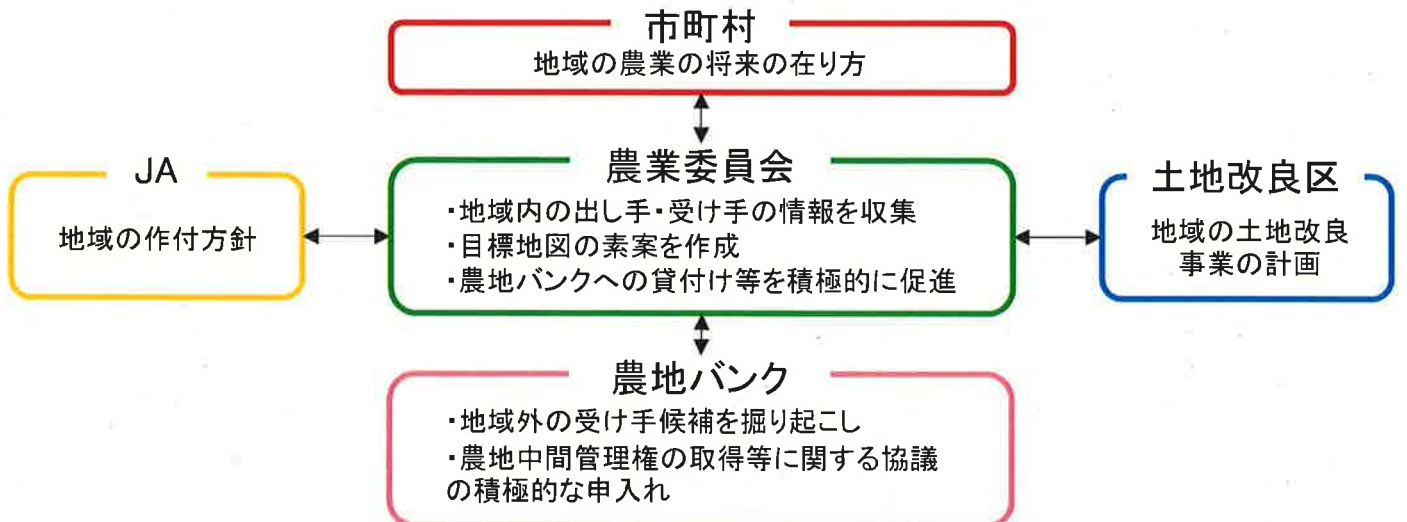 市町村
地域の農業の将来の在り方
JA
地域の作付方針
農業委員会
・地域内の出し手・受け手の情報を収集
・目標地図の素案を作成
・農地バンクへの貸付け等を積極的に促進
土地改良区
地域の土地改良
事業の計画
農地バンク
・地域外の受け手候補を掘り起こし
・農地中間管理権の取得等に関する協議
の積極的な申入れ